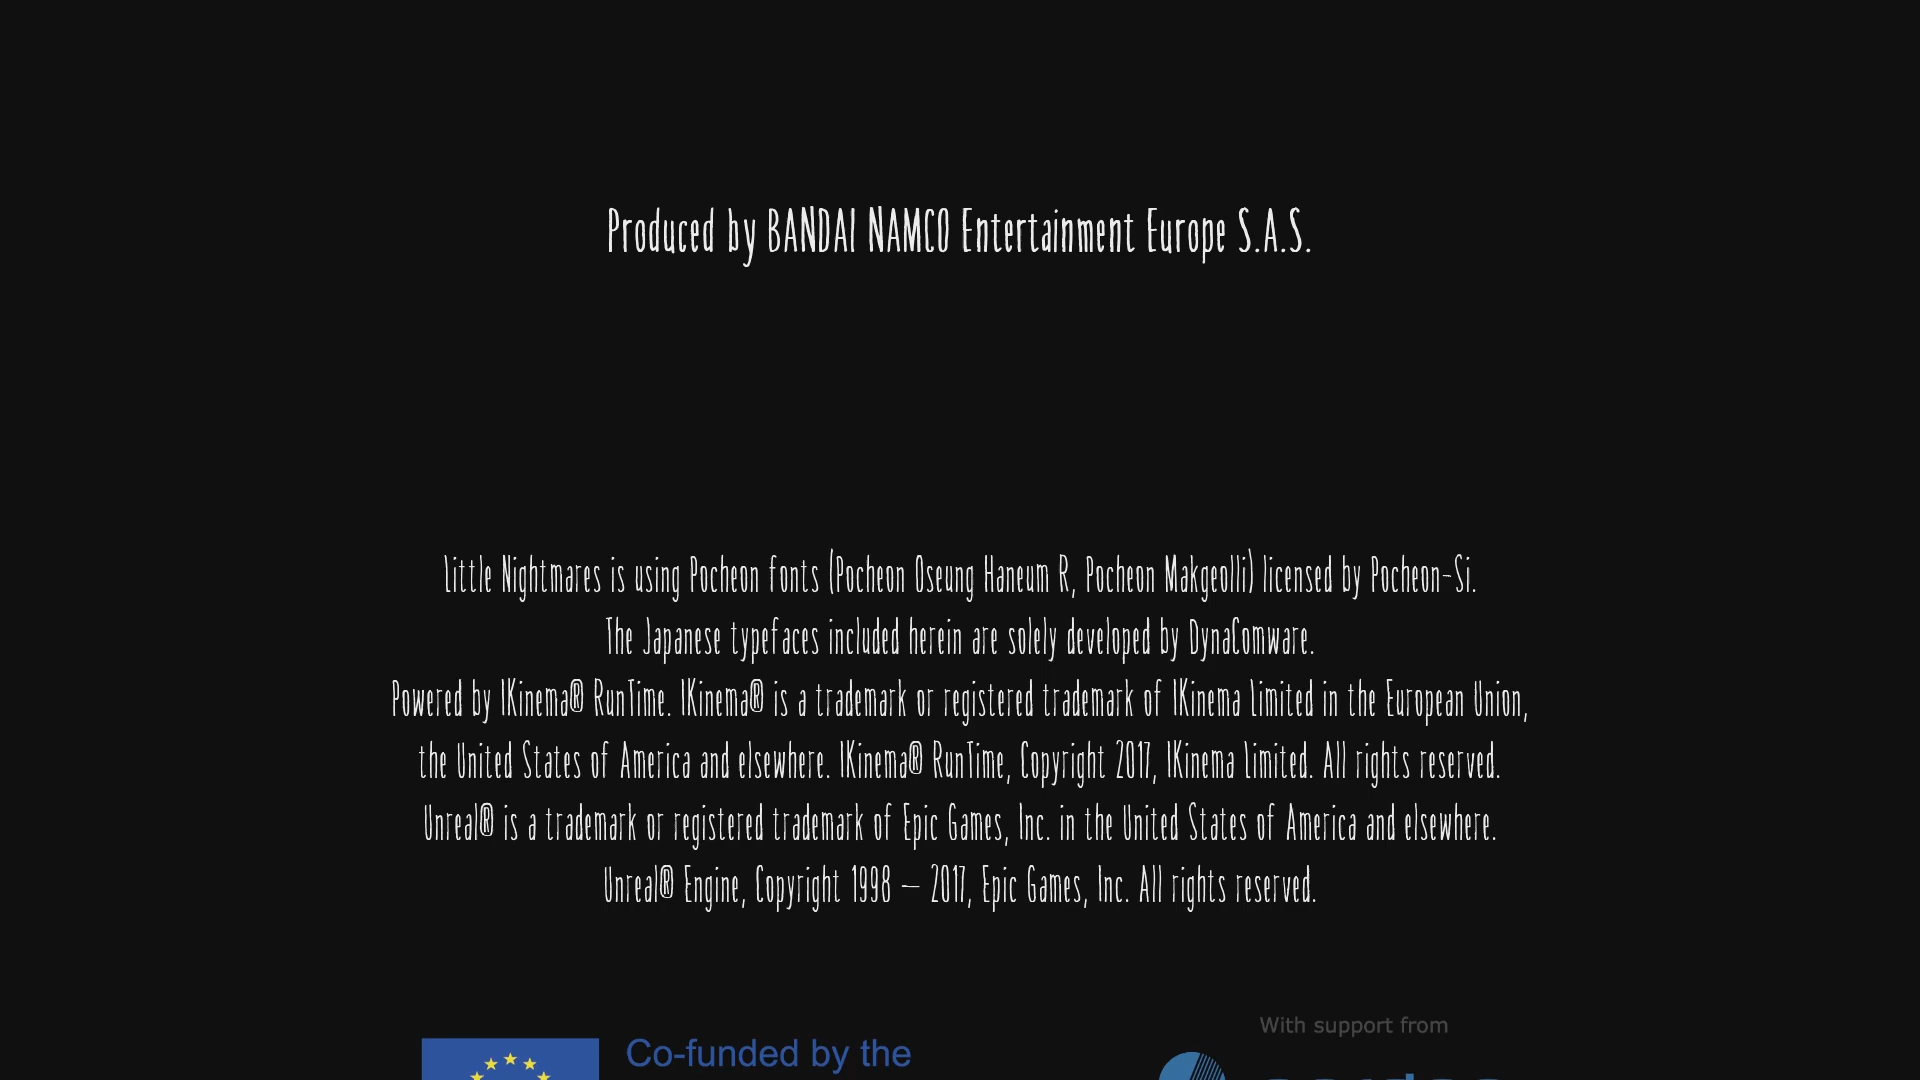 Produced by BANDAI NAMCO Entertainment Europe S.A.S.
Little Nightmares is using Pocheon fonts (Pocheon Oseung Haneum R, Pocheon Makgeolli) licensed by Pocheon-Si.
The Japanese typefaces included herein are solely developed by DynaComware.
Powered by IKinema® RunTime. IKinema® is a trademark or registered trademark of IKinema Limited in the European Union,
the United States of America and elsewhere. IKinema® RunTime, Copyright 2017, IKinema Limited. All rights reserved.
Unreal® is a trademark or registered trademark of Epic Games, Inc. in the United States of America and elsewhere.
Unreal® Engine, Copyright 1998 – 2017, Epic Games, Inc. All rights reserved.
With support from
Co-funded by the